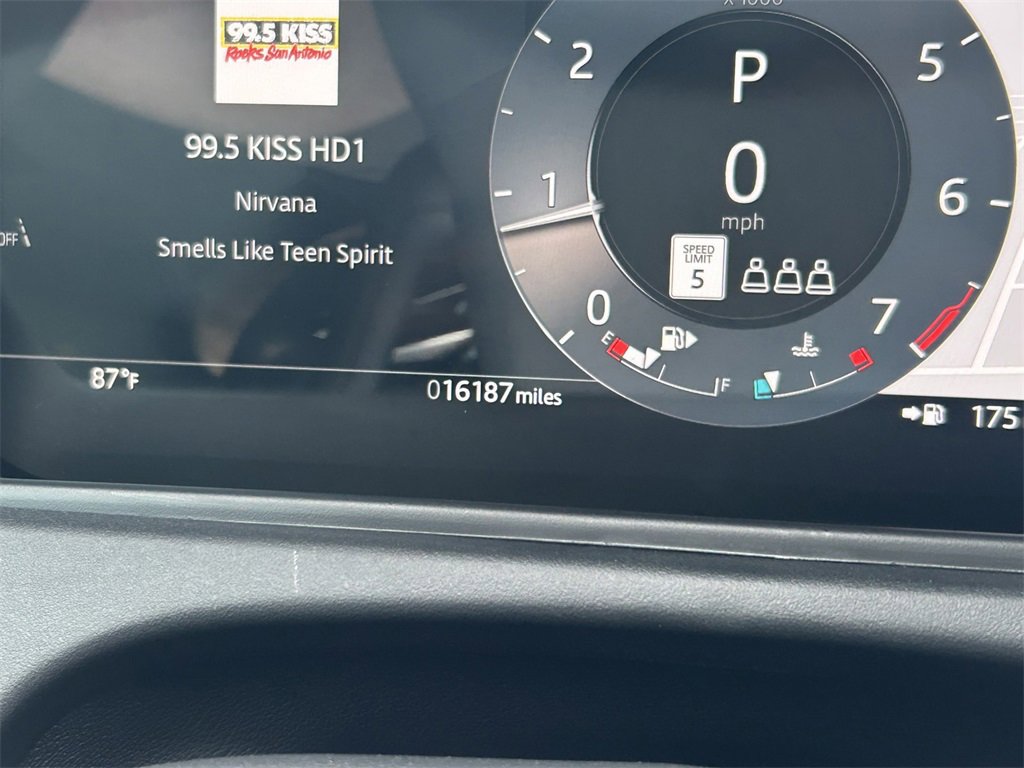 99.5 KISS
Rocks San Antonio
99.5 KISS HD1
Nirvana
Smells Like Teen Spirit
OFF
87°F
016187 miles
X1000
P
0
mph
SPEED
LIMIT
5
0
1
2
5
6
7
E
F
175